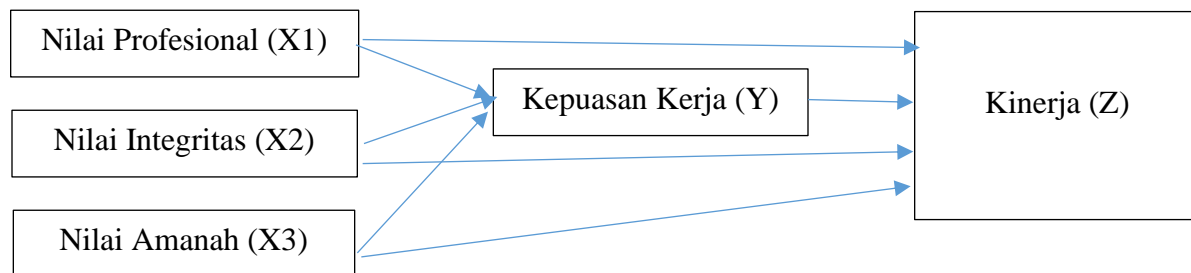 Nilai Profesional (X1)
Kepuasan Kerja (Y)
Kinerja (Z)
Nilai Integritas (X2)
Nilai Amanah (X3)